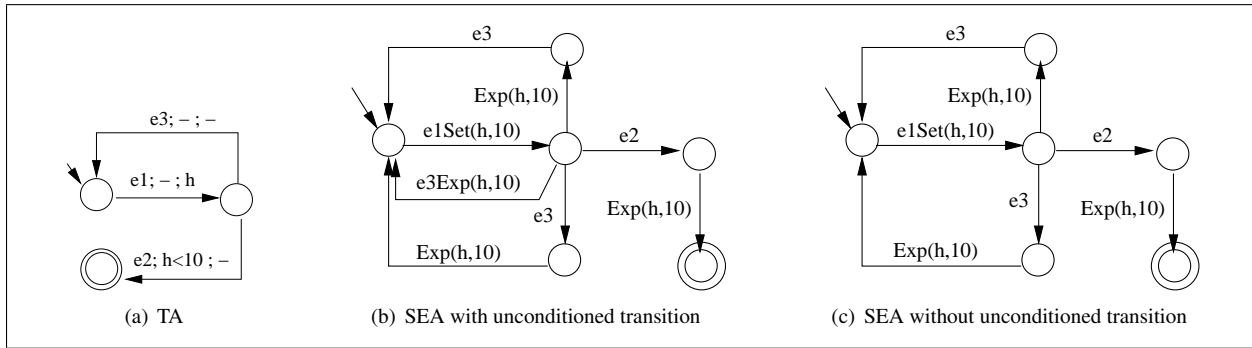 e3; – ; –
e1; – ; h
e2; h<10 ; –
(a) TA
e3
Exp(h,10)
e1Set(h,10)
e2
e3Exp(h,10)
e3
Exp(h,10)
Exp(h,10)
(b) SEA with unconditioned transition
e3
Exp(h,10)
e1Set(h,10)
e2
e3
Exp(h,10)
Exp(h,10)
(c) SEA without unconditioned transition